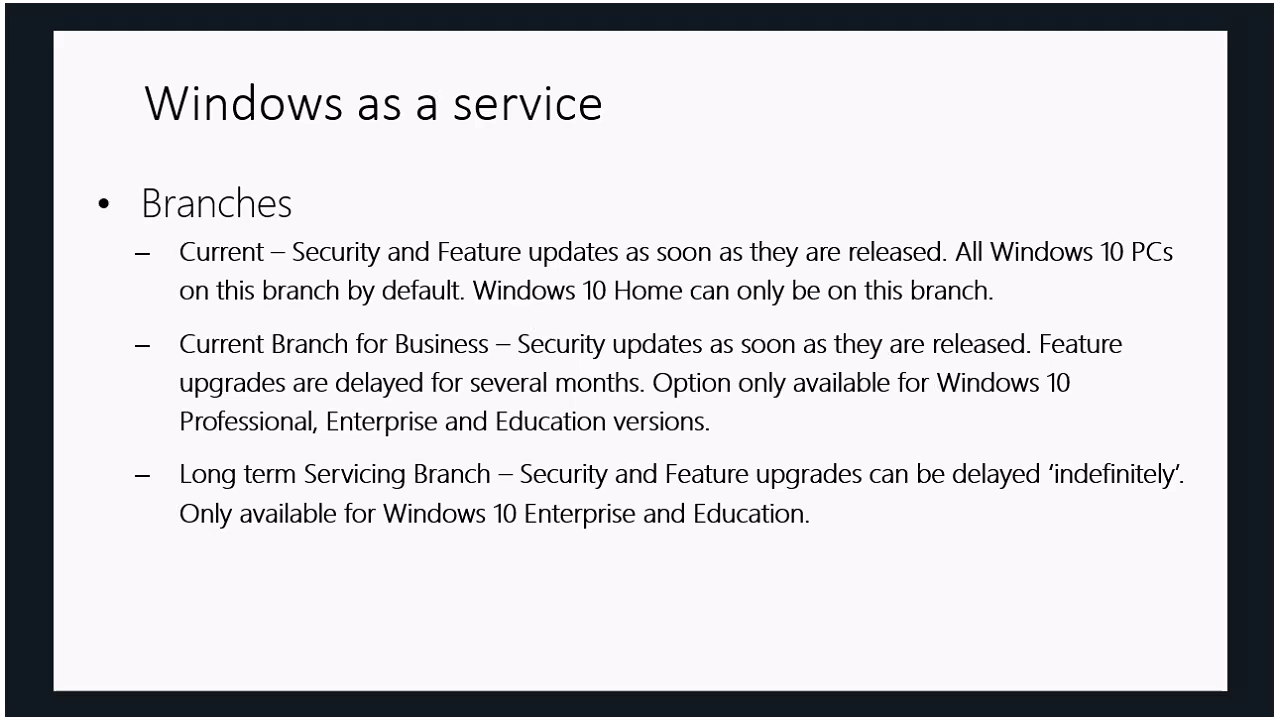 Windows as a service
• Branches
– Current – Security and Feature updates as soon as they are released. All Windows 10 PCs
on this branch by default. Windows 10 Home can only be on this branch.
– Current Branch for Business – Security updates as soon as they are released. Feature
upgrades are delayed for several months. Option only available for Windows 10
Professional, Enterprise and Education versions.
– Long term Servicing Branch – Security and Feature upgrades can be delayed ‘indefinitely’.
Only available for Windows 10 Enterprise and Education.